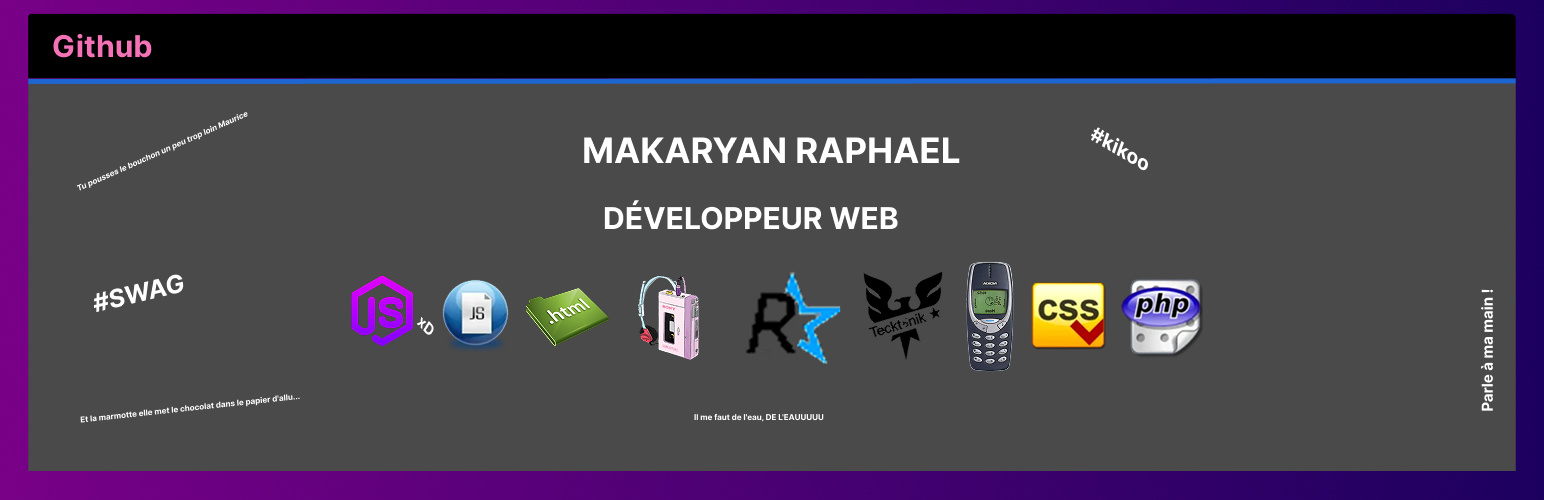 Github
Tu pousses le bouchon un peu trop loin Maurice
MAKARYAN RAPHAEL
#kikoo
DÉVELOPPEUR WEB
#SWAG
JS
xD
JS
.html
R
Tecktonik
NOKIA
CSS
php
Parle à ma main !
Et la marmotte elle met le chocolat dans le papier d'allu...
Il me faut de l'eau, DE L'EAUUUUU